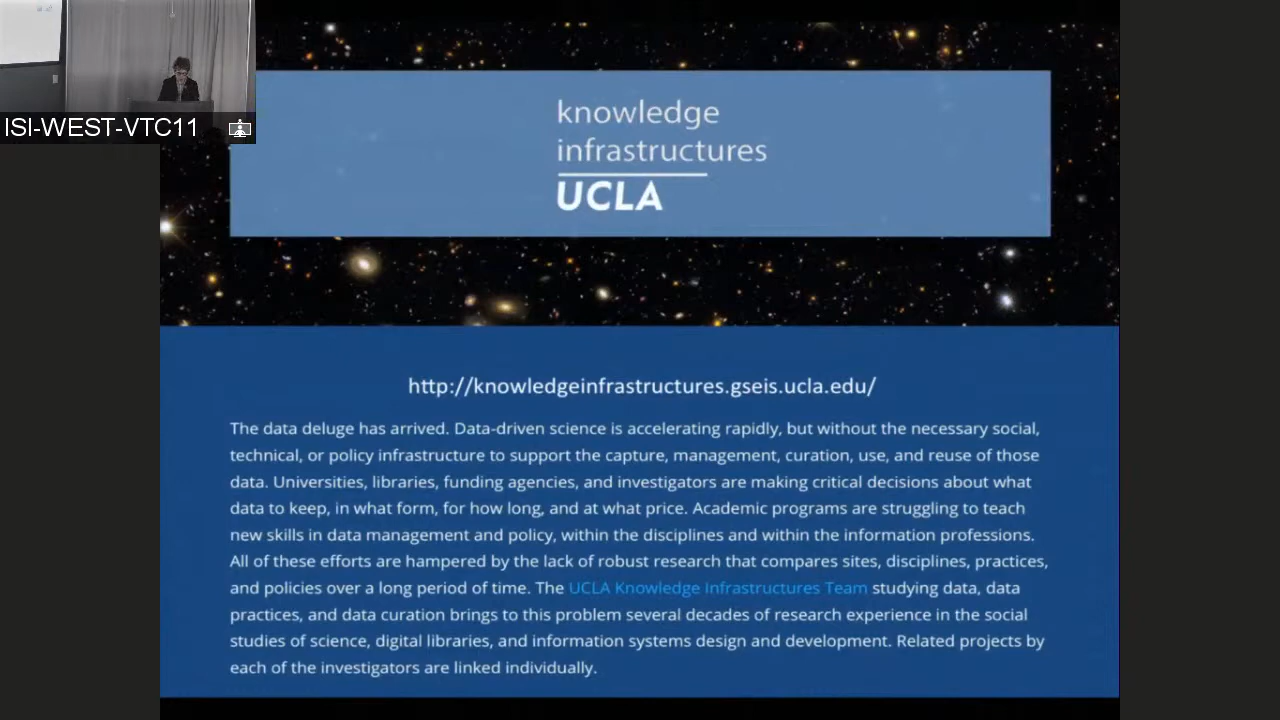 ISI-WEST-VTC11
knowledge
infrastructures
UCLA
http://knowledgeinfrastructures.gseis.ucla.edu/
The data deluge has arrived. Data-driven science is accelerating rapidly, but without the necessary social,
technical, or policy infrastructure to support the capture, management, curation, use, and reuse of those
data. Universities, libraries, funding agencies, and investigators are making critical decisions about what
data to keep, in what form, for how long, and at what price. Academic programs are struggling to teach
new skills in data management and policy, within the disciplines and within the information professions.
All of these efforts are hampered by the lack of robust research that compares sites, disciplines, practices,
and policies over a long period of time. The UCLA Knowledge Infrastructures Team studying data, data
practices, and data curation brings to this problem several decades of research experience in the social
studies of science, digital libraries, and information systems design and development. Related projects by
each of the investigators are linked individually.